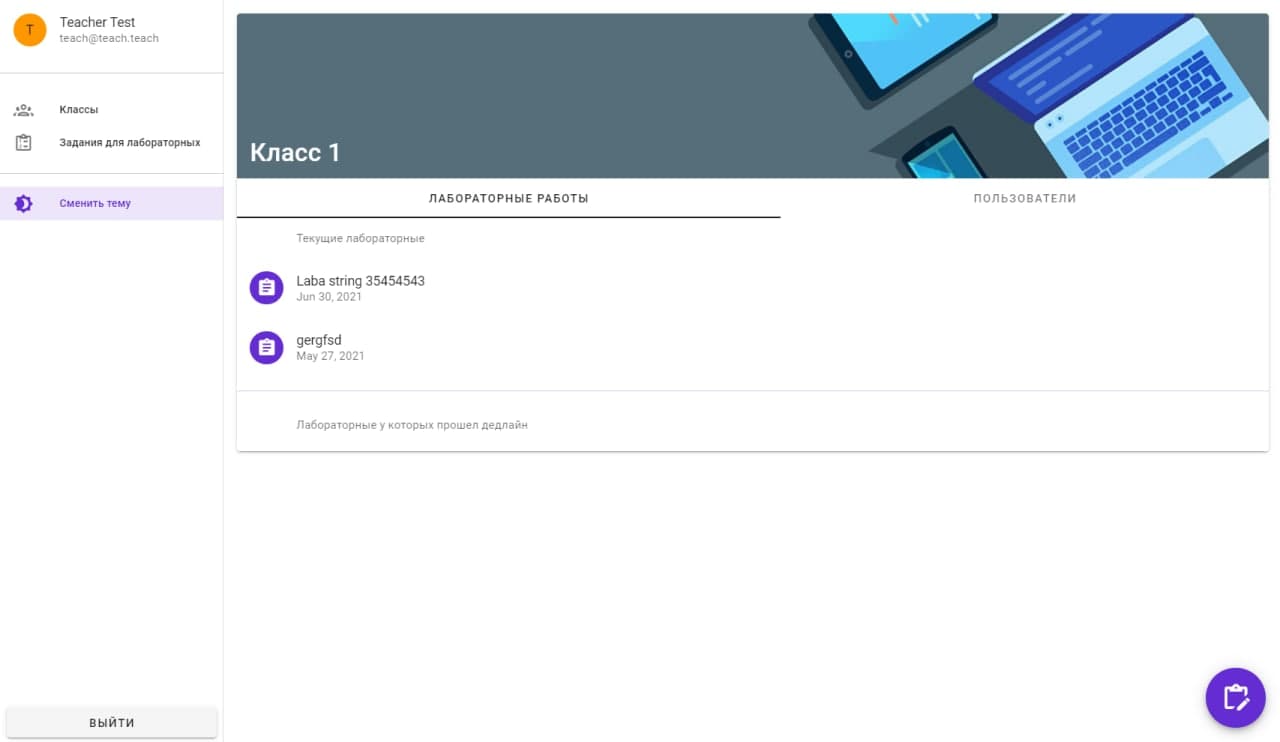 T
Teacher Test
teach@teach.teach
Классы
Задания для лабораторных
Сменить тему
ВЫЙТИ
Класс 1
ЛАБОРАТОРНЫЕ РАБОТЫ
ПОЛЬЗОВАТЕЛИ
Текущие лабораторные
Laba string 35454543
Jun 30, 2021
gergfsd
May 27, 2021
Лабораторные у которых прошел дедлайн